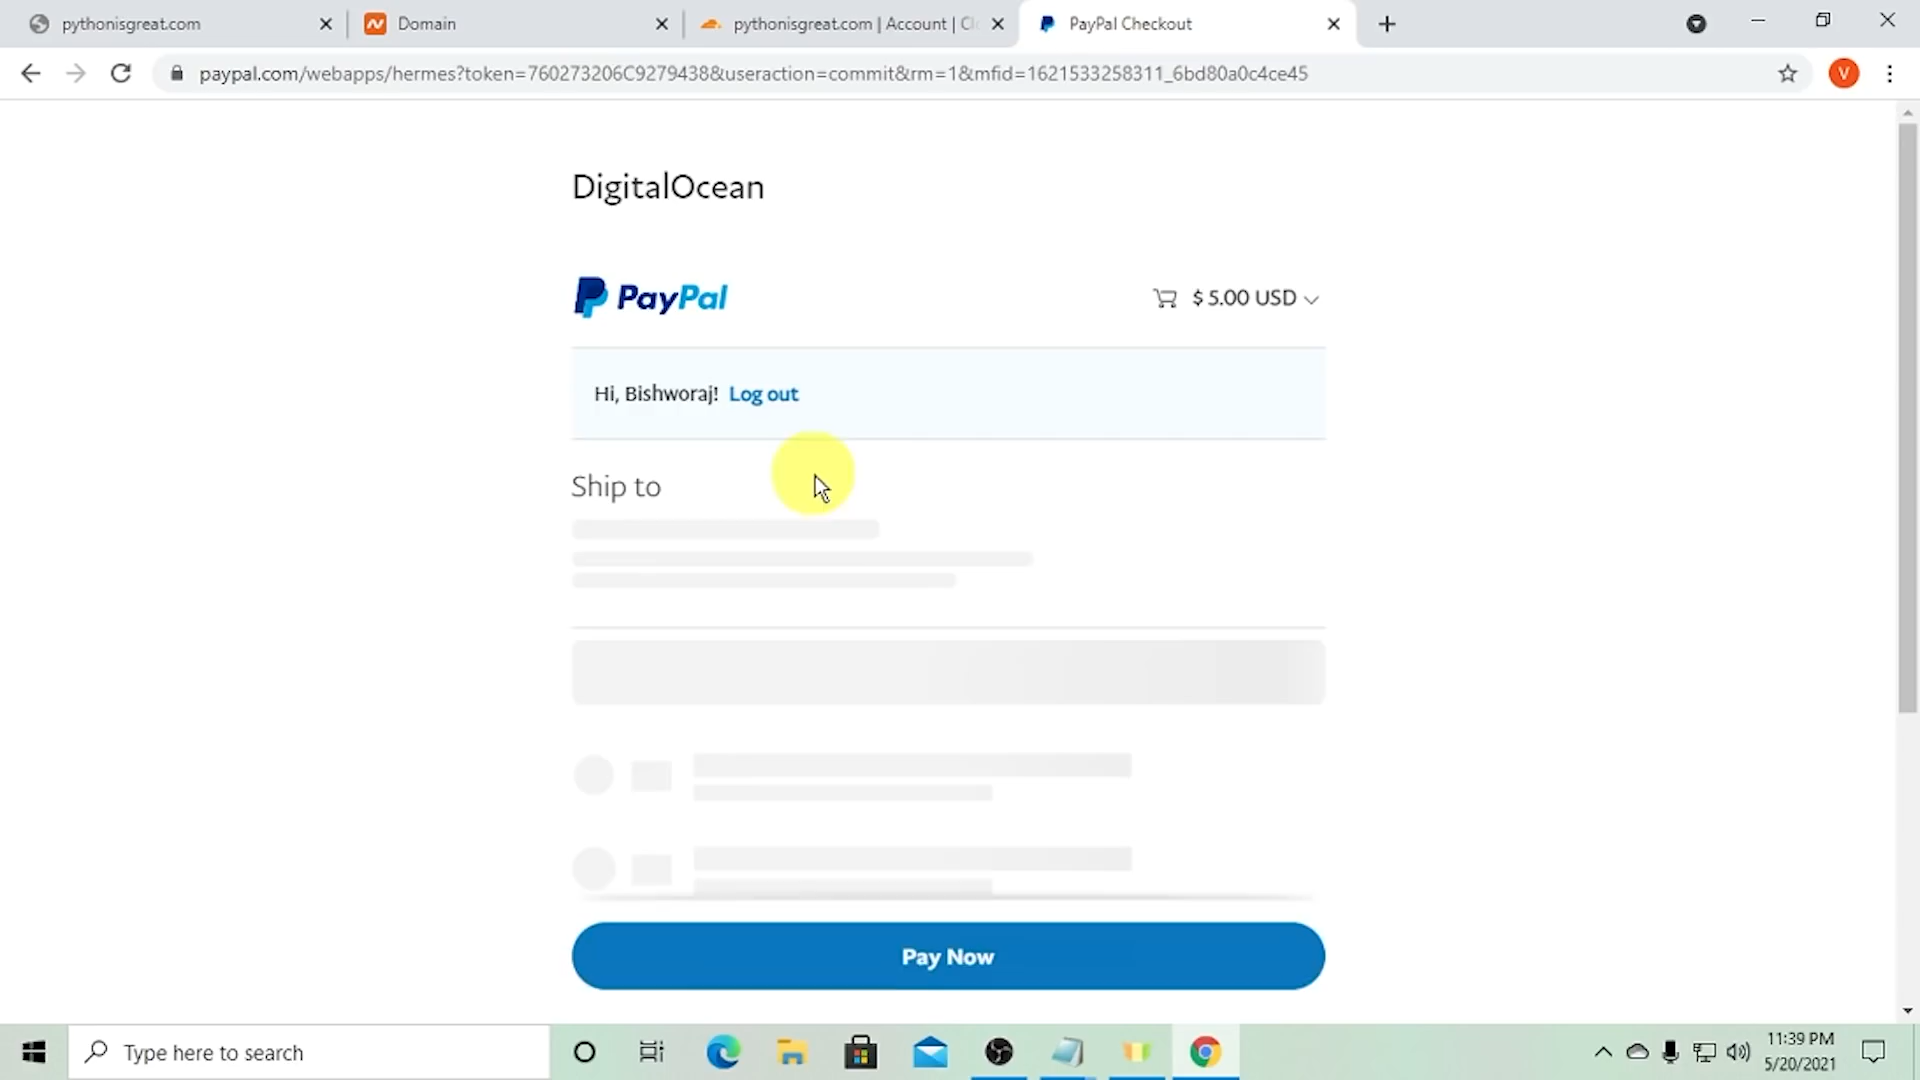 pythonisgreat.com
Domain
pythonisgreat.com | Account | Cl
PayPal Checkout
paypal.com/webapps/hermes?token=760273206C9279438&useraction=commit&rm=1&mfid=1621533258311_6bd80a0c4ce45
V
DigitalOcean
PayPal
$ 5.00 USD
Hi, Bishworaj! Log out
Ship to
Pay Now
Type here to search
11:39 PM
5/20/2021